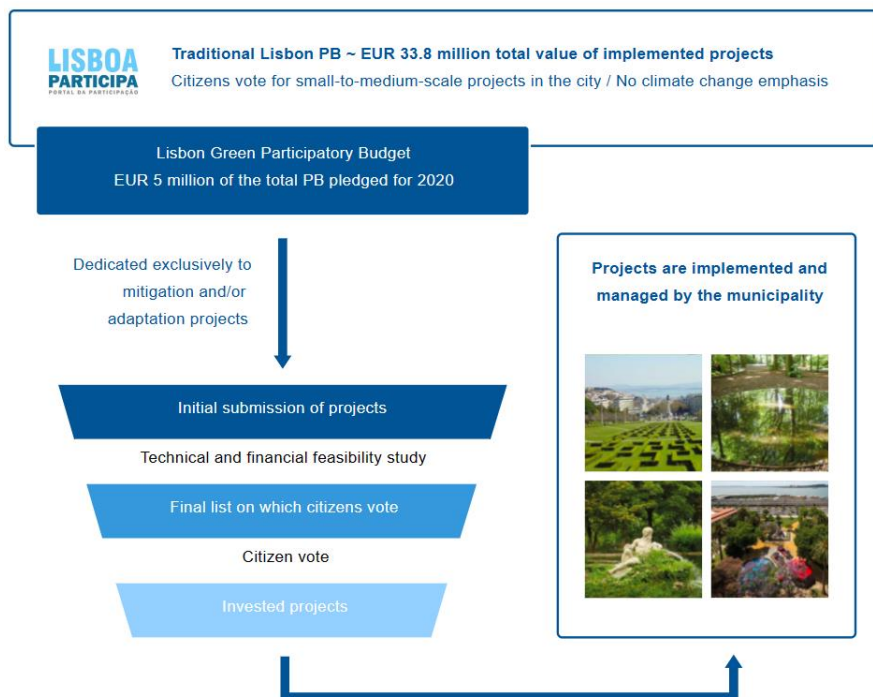 LISBOA
PARTICIPA
PORTAL DA PARTICIPAÇÃO
Traditional Lisbon PB ~ EUR 33.8 million total value of implemented projects
Citizens vote for small-to-medium-scale projects in the city / No climate change emphasis
Lisbon Green Participatory Budget
EUR 5 million of the total PB pledged for 2020
Dedicated exclusively to
mitigation and/or
adaptation projects
Initial submission of projects
Technical and financial feasibility study
Final list on which citizens vote
Citizen vote
Invested projects
Projects are implemented and
managed by the municipality